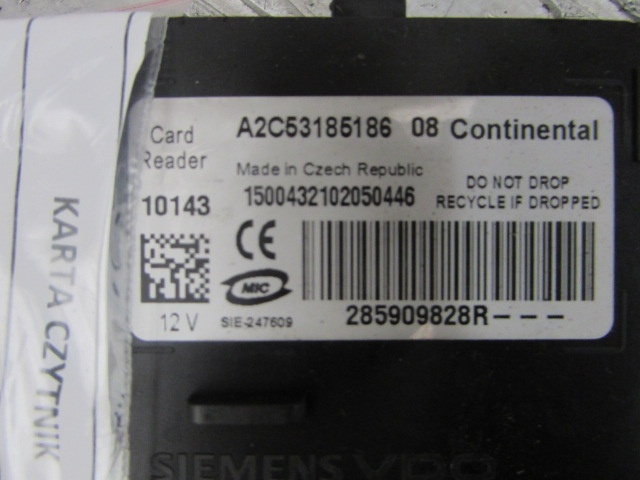 Card
Reader
A2C53185186 08 Continental
Made in Czech Republic
10143
1500432102050446
DO NOT DROP
RECYCLE IF DROPPED
CE
MIC
12 V
SIE-247609
285909828R---
KARTA CZYTNIK
SIEMENS VDO